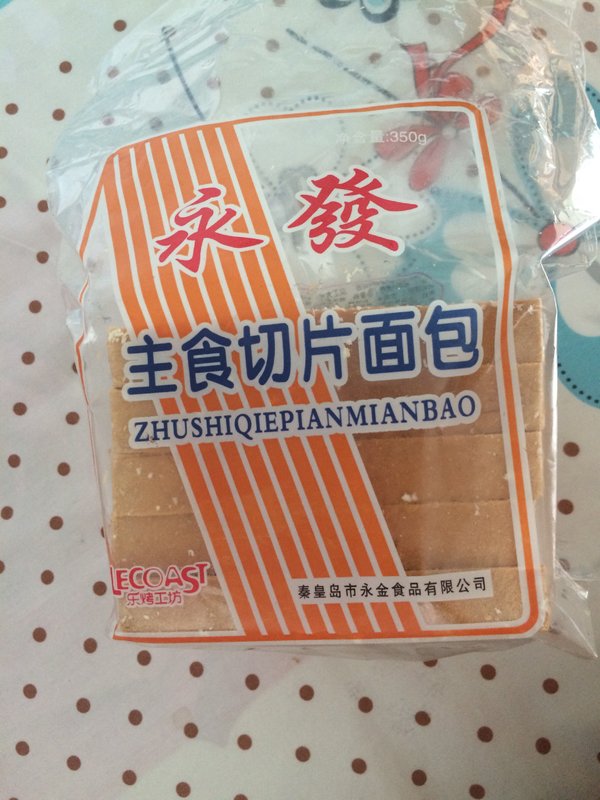 净含量:350g
永發
主食切片面包
ZHUSHIQIEPIANMIANBAO
LECOAST
乐烤工坊
秦皇岛市永金食品有限公司